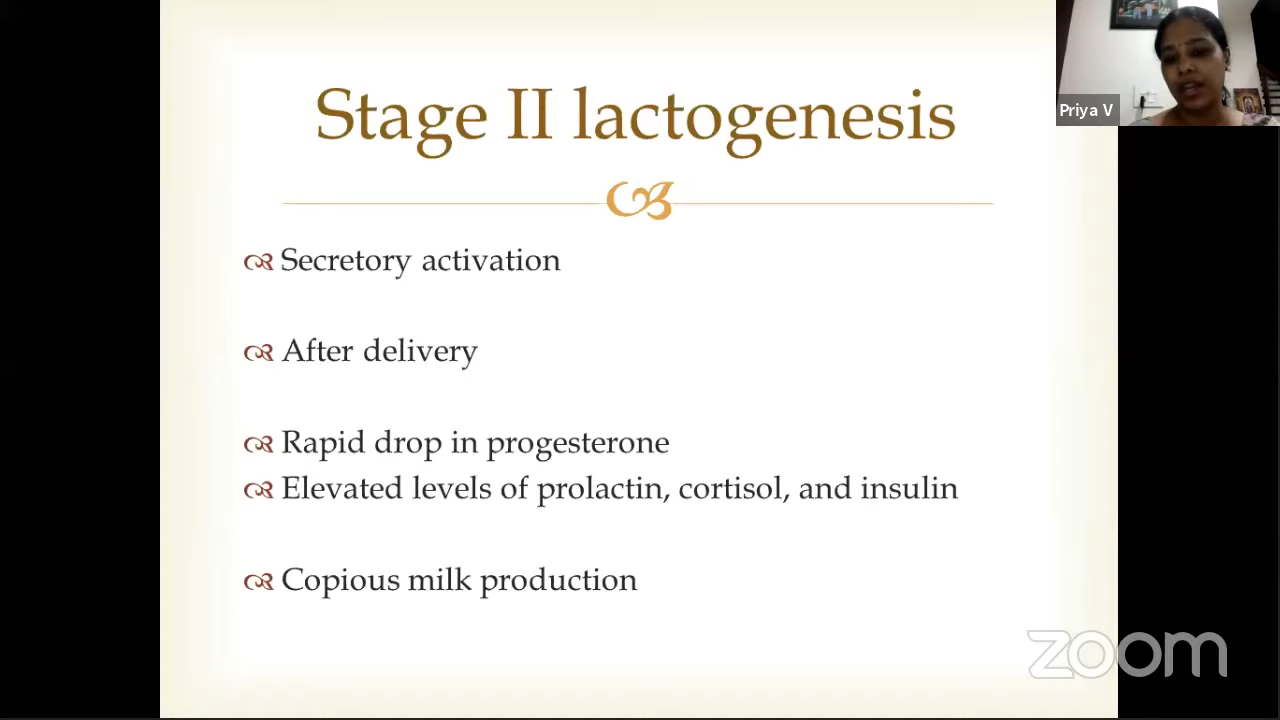 Stage II lactogenesis
Secretory activation
After delivery
Rapid drop in progesterone
Elevated levels of prolactin, cortisol, and insulin
Copious milk production
Priya V
zoom